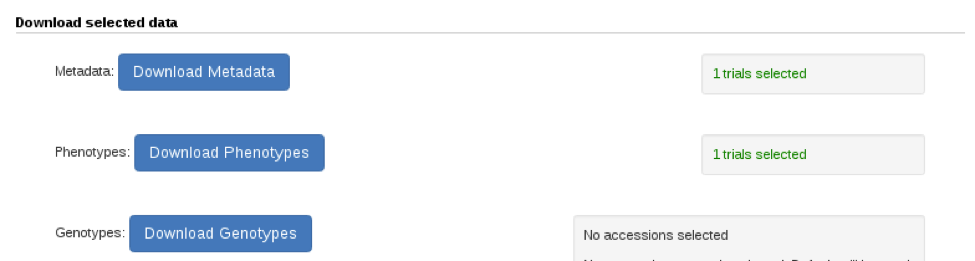 Download selected data
Metadata: Download Metadata 1 trials selected
Phenotypes: Download Phenotypes 1 trials selected
Genotypes: Download Genotypes No accessions selected